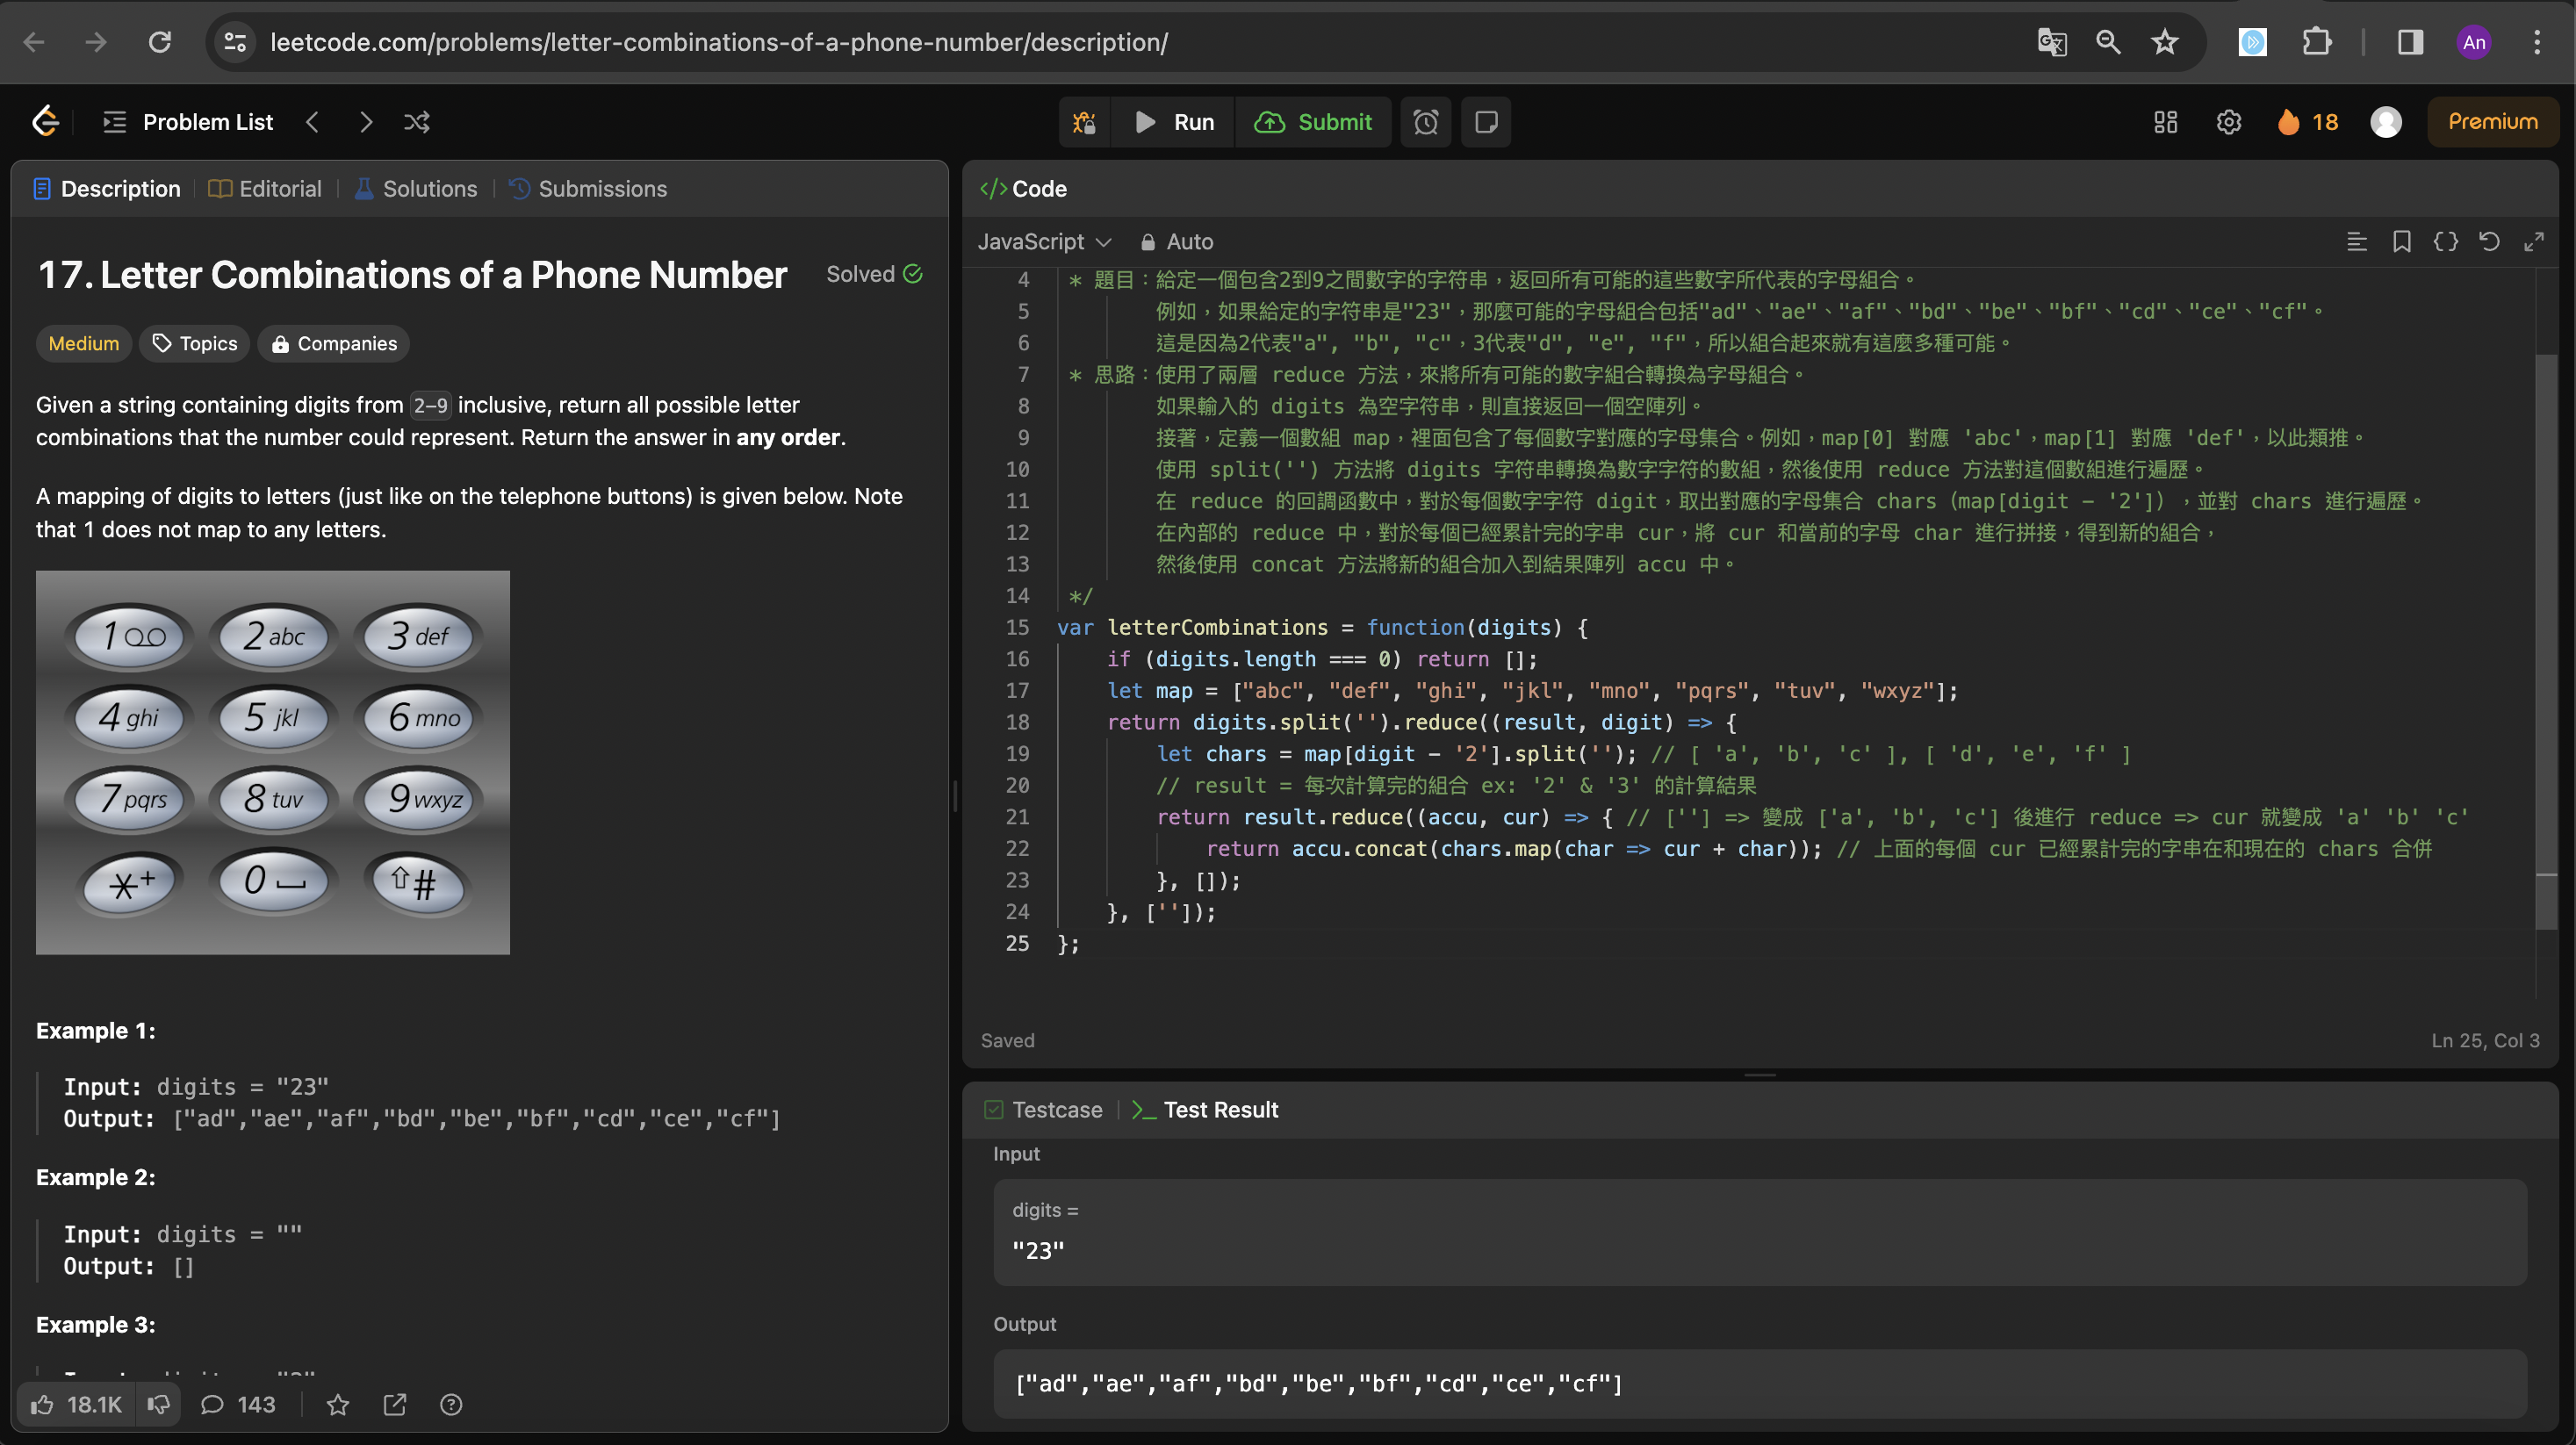 leetcode.com/problems/letter-combinations-of-a-phone-number/description/
An
Problem List
Run
Submit
18
Premium
Description
Editorial
Solutions
Submissions
17. Letter Combinations of a Phone Number
Solved
Medium
Topics
Companies
Given a string containing digits from 2-9 inclusive, return all possible letter
combinations that the number could represent. Return the answer in any order.
A mapping of digits to letters (just like on the telephone buttons) is given below. Note
that 1 does not map to any letters.
1 2 abc 3 def
4 ghi 5 jkl 6 mno
7 pqrs 8 tuv 9 wxyz
*+ 0 #
Example 1:
Input: digits = "23"
Output: ["ad","ae","af","bd","be","bf","cd","ce","cf"]
Example 2:
Input: digits = ""
Output: []
Example 3:
18.1K
143
Code
JavaScript
Auto
4 * 題目：給定一個包含2到9之間數字的字符串，返回所有可能的這些數字所代表的字母組合。
5 例如，如果給定的字符串是"23"，那麼可能的字母組合包括"ad"、"ae"、"af"、"bd"、"be"、"bf"、"cd"、"ce"、"cf"。
6 這是因為2代表"a", "b", "c"，3代表"d", "e", "f"，所以組合起來就有這麼多種可能。
7 * 思路：使用了兩層 reduce 方法，來將所有可能的數字組合轉換為字母組合。
8 如果輸入的 digits 為空字符串，則直接返回一個空陣列。
9 接著，定義一個數組 map，裡面包含了每個數字對應的字母集合。例如，map[0] 對應 'abc'，map[1] 對應 'def'，以此類推。
10 使用 split('') 方法將 digits 字符串轉換為數字字符的數組，然後使用 reduce 方法對這個數組進行遍歷。
11 在 reduce 的回調函數中，對於每個數字字符 digit，取出對應的字母集合 chars（map[digit - '2']），並對 chars 進行遍歷。
12 在內部的 reduce 中，對於每個已經累計完的字串 cur，將 cur 和當前的字母 char 進行拼接，得到新的組合，
13 然後使用 concat 方法將新的組合加入到結果陣列 accu 中。
14 */
15 var letterCombinations = function(digits) {
16 if (digits.length === 0) return [];
17 let map = ["abc", "def", "ghi", "jkl", "mno", "pqrs", "tuv", "wxyz"];
18 return digits.split('').reduce((result, digit) => {
19 let chars = map[digit - '2'].split(''); // [ 'a', 'b', 'c' ], [ 'd', 'e', 'f' ]
20 // result = 每次計算完的組合 ex: '2' & '3' 的計算結果
21 return result.reduce((accu, cur) => { // [''] => 變成 ['a', 'b', 'c'] 後進行 reduce => cur 就變成 'a' 'b' 'c'
22 return accu.concat(chars.map(char => cur + char)); // 上面的每個 cur 已經累計完的字串在和現在的 chars 合併
23 }, []);
24 }, ['']);
25 };
Saved
Ln 25, Col 3
Testcase
Test Result
Input
digits =
"23"
Output
["ad","ae","af","bd","be","bf","cd","ce","cf"]